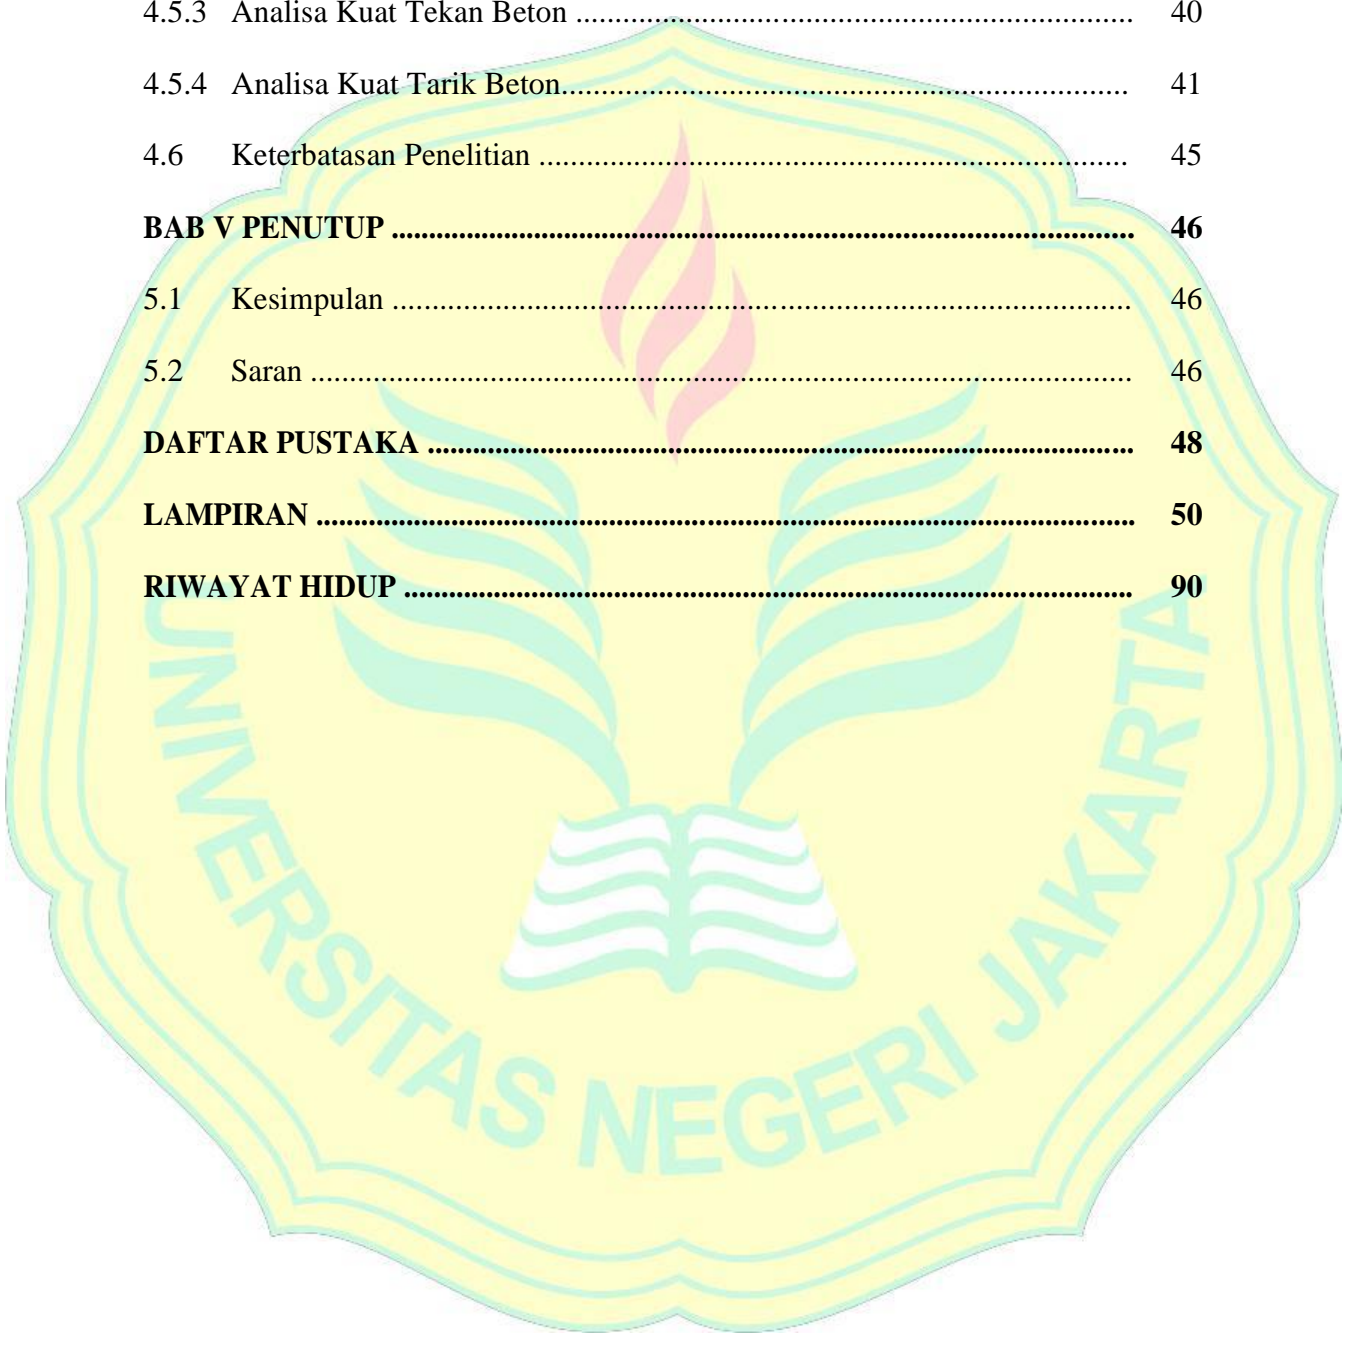 4.5.3 Analisa Kuat Tekan Beton ........................................................................ 40
4.5.4 Analisa Kuat Tarik Beton......................................................................... 41
4.6 Keterbatasan Penelitian ............................................................................ 45
BAB V PENUTUP ................................................................................................ 46
5.1 Kesimpulan ............................................................................................... 46
5.2 Saran .......................................................................................................... 46
DAFTAR PUSTAKA ............................................................................................ 48
LAMPIRAN .......................................................................................................... 50
RIWAYAT HIDUP ............................................................................................... 90
UNIVERSITAS NEGERI JAKARTA